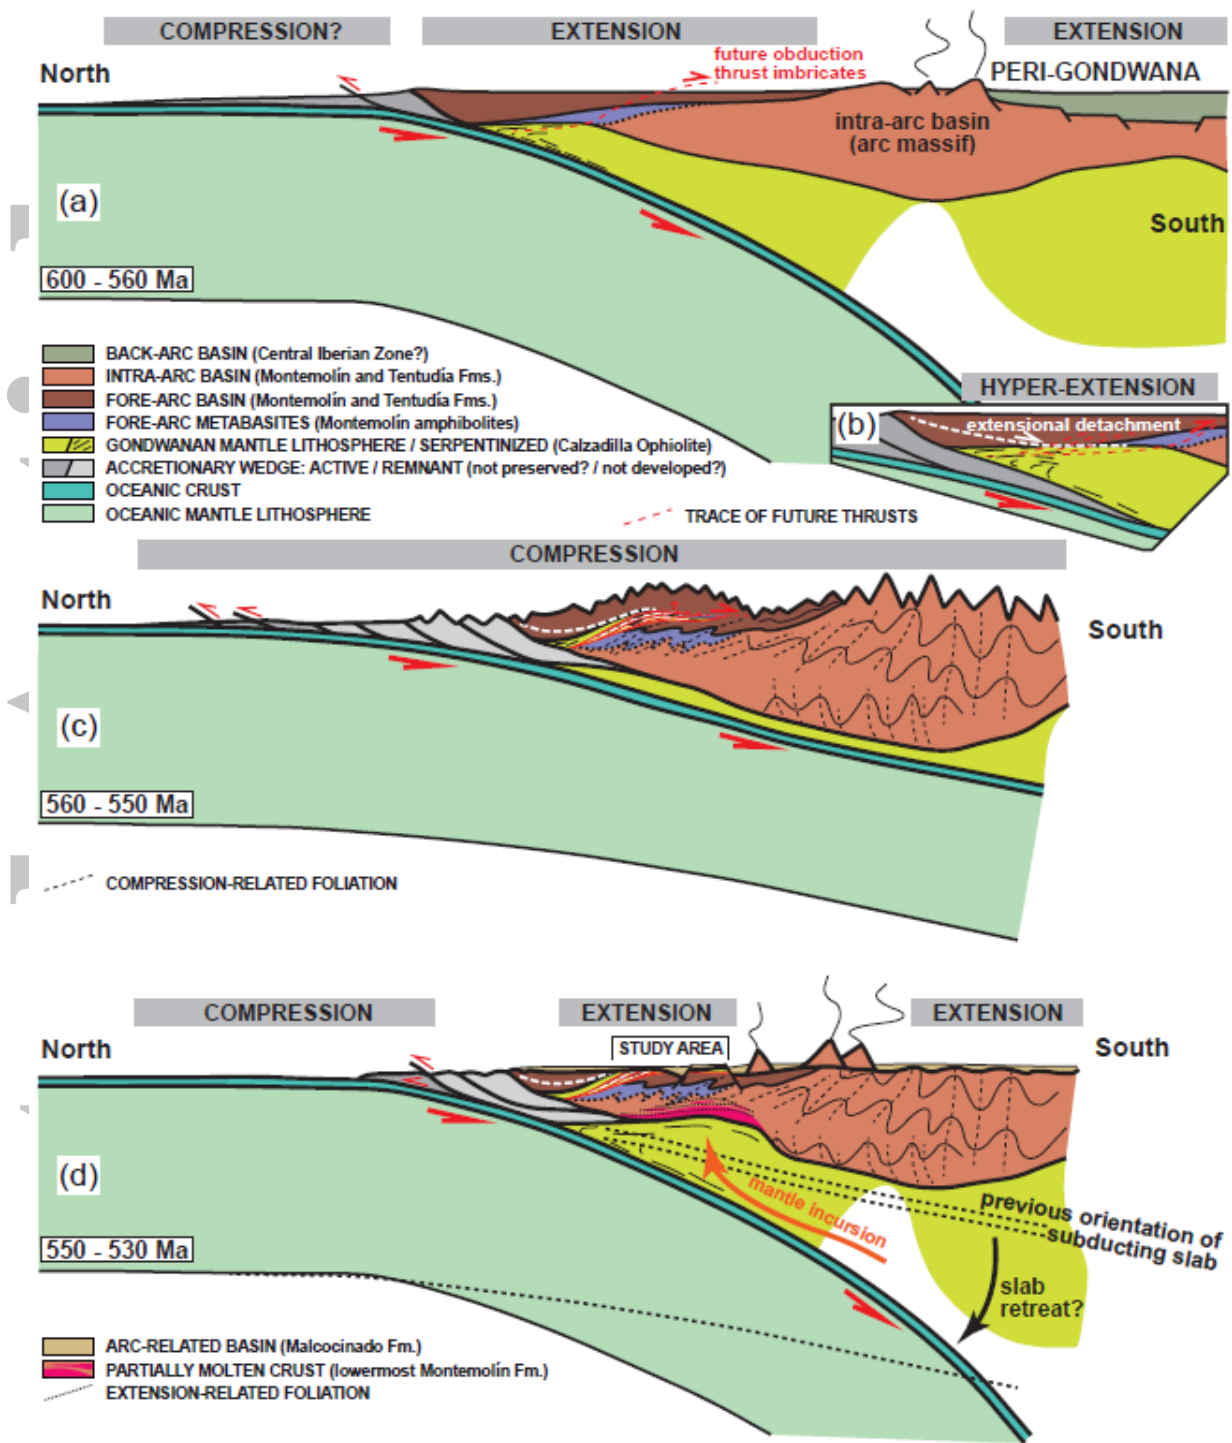 COMPRESSION?
EXTENSION
EXTENSION
future obduction
thrust imbricates
North
PERI-GONDWANA
intra-arc basin
(arc massif)
(a)
South
600 - 560 Ma
BACK-ARC BASIN (Central Iberian Zone?)
INTRA-ARC BASIN (Montemolín and Tentudía Fms.)
FORE-ARC BASIN (Montemolín and Tentudía Fms.)
FORE-ARC METABASITES (Montemolín amphibolites)
GONDWANAN MANTLE LITHOSPHERE / SERPENTINIZED (Calzadilla Ophiolite)
ACCRETIONARY WEDGE: ACTIVE / REMNANT (not preserved? / not developed?)
OCEANIC CRUST
OCEANIC MANTLE LITHOSPHERE
TRACE OF FUTURE THRUSTS
HYPER-EXTENSION
(b)
extensional detachment
COMPRESSION
North
South
(c)
560 - 550 Ma
COMPRESSION-RELATED FOLIATION
COMPRESSION
EXTENSION
EXTENSION
North
STUDY AREA
South
(d)
mantle incursion
previous orientation of
subducting slab
slab
retreat?
550 - 530 Ma
ARC-RELATED BASIN (Malcocinado Fm.)
PARTIALLY MOLTEN CRUST (lowermost Montemolín Fm.)
EXTENSION-RELATED FOLIATION